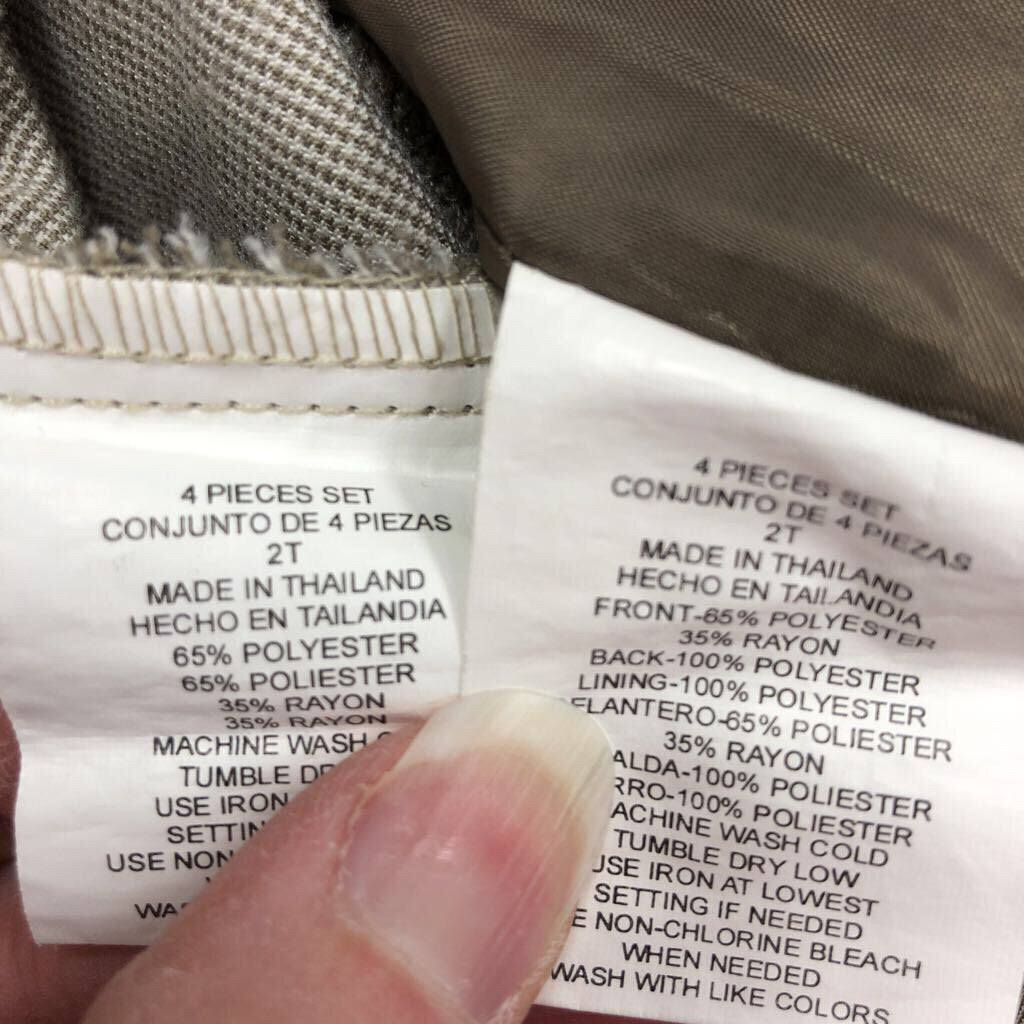 4 PIECES SET
CONJUNTO DE 4 PIEZAS
2T
MADE IN THAILAND
HECHO EN TAILANDIA
65% POLYESTER
65% POLIESTER
35% RAYON
35% RAYON
MACHINE WASH
TUMBLE
USE IRON
USE NON
4 PIECES SET
CONJUNTO DE 4 PIEZAS
2T
MADE IN THAILAND
HECHO EN TAILANDIA
FRONT-65% POLYESTER
35% RAYON
BACK-100% POLYESTER
LINING-100% POLYESTER
ELANTERO-65% POLIESTER
35% RAYON
ALDA-100% POLIESTER
RRO-100% POLIESTER
ACHINE WASH COLD
TUMBLE DRY LOW
USE IRON AT LOWEST
SETTING IF NEEDED
E NON-CHLORINE BLEACH
WHEN NEEDED
WASH WITH LIKE COLORS